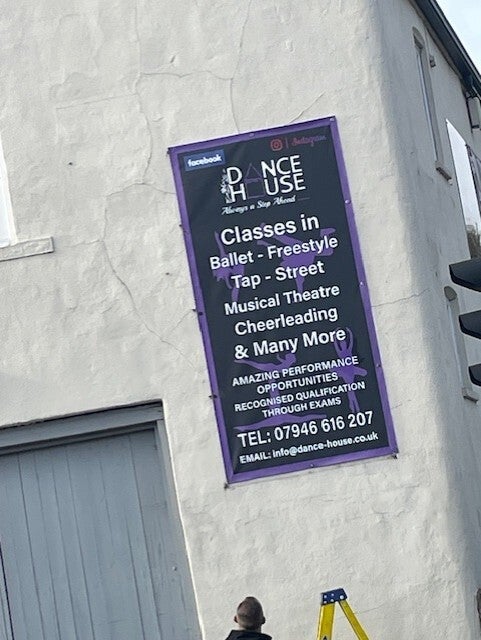 facebook
Instagram
DANCE
HOUSE
Always a Step Ahead
Classes in
Ballet - Freestyle
Tap - Street
Musical Theatre
Cheerleading
& Many More
AMAZING PERFORMANCE
OPPORTUNITIES
RECOGNISED QUALIFICATION
THROUGH EXAMS
TEL: 07946 616 207
EMAIL: info@dance-house.co.uk